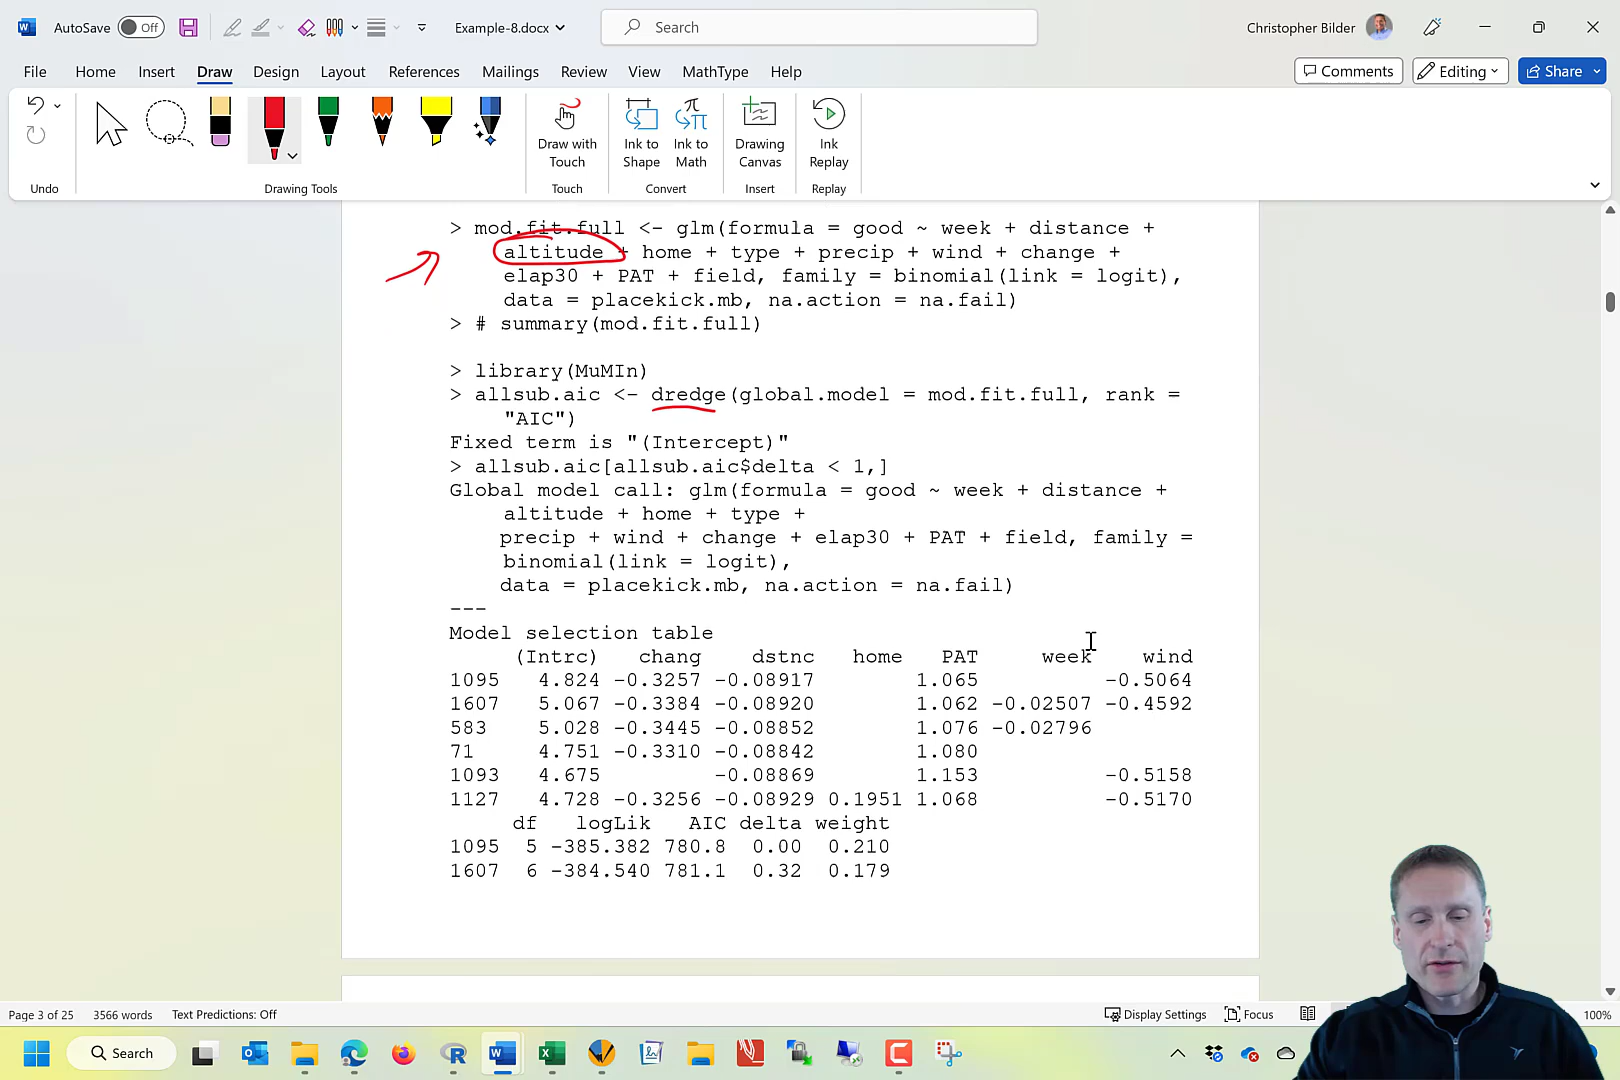 AutoSave Off Example-8.docx Search Christopher Bilder
File Home Insert Draw Design Layout References Mailings Review View MathType Help Comments Editing Share
Undo
Drawing Tools
Draw with Touch
Touch
Ink to Shape
Ink to Math
Convert
Drawing Canvas
Insert
Ink Replay
Replay
> mod.fit.full <- glm(formula = good ~ week + distance +
altitude + home + type + precip + wind + change +
elap30 + PAT + field, family = binomial(link = logit),
data = placekick.mb, na.action = na.fail)
> # summary(mod.fit.full)
> library(MuMIn)
> allsub.aic <- dredge(global.model = mod.fit.full, rank =
"AIC")
Fixed term is "(Intercept)"
> allsub.aic[allsub.aic$delta < 1,]
Global model call: glm(formula = good ~ week + distance +
altitude + home + type +
precip + wind + change + elap30 + PAT + field, family =
binomial(link = logit),
data = placekick.mb, na.action = na.fail)
---
Model selection table
(Intrc) chang dstnc home PAT week wind
1095 4.824 -0.3257 -0.08917 1.065 -0.5064
1607 5.067 -0.3384 -0.08920 1.062 -0.02507 -0.4592
583 5.028 -0.3445 -0.08852 1.076 -0.02796
71 4.751 -0.3310 -0.08842 1.080
1093 4.675 -0.08869 1.153 -0.5158
1127 4.728 -0.3256 -0.08929 0.1951 1.068 -0.5170
df logLik AIC delta weight
1095 5 -385.382 780.8 0.00 0.210
1607 6 -384.540 781.1 0.32 0.179
Page 3 of 25 3566 words Text Predictions: Off Display Settings Focus 100%
Search